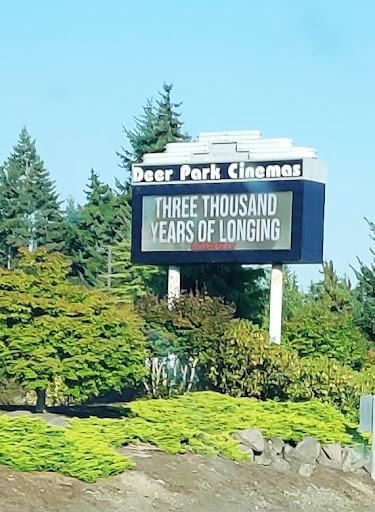 Deer Park Cinemas
THREE THOUSAND
YEARS OF LONGING